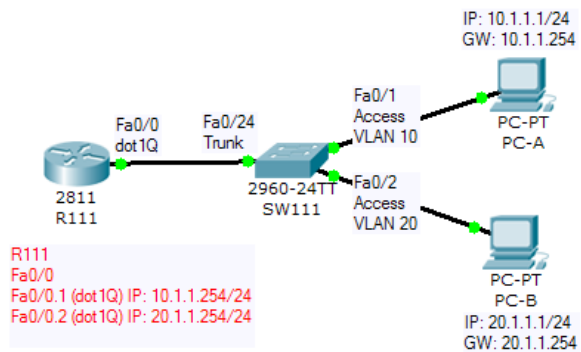 IP: 10.1.1.1/24
GW: 10.1.1.254
Fa0/1
Access
VLAN 10
PC-PT
PC-A
Fa0/0
dot1Q
Fa0/24
Trunk
2811
R111
2960-24TT
SW111
Fa0/2
Access
VLAN 20
R111
Fa0/0
Fa0/0.1 (dot1Q) IP: 10.1.1.254/24
Fa0/0.2 (dot1Q) IP: 20.1.1.254/24
PC-PT
PC-B
IP: 20.1.1.1/24
GW: 20.1.1.254